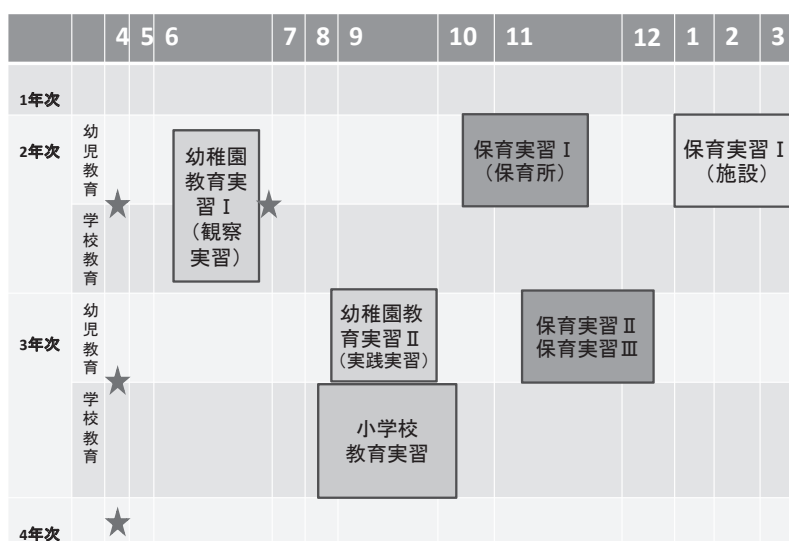 4 5 6 7 8 9 10 11 12 1 2 3
1年次
2年次
幼児教育
学校教育
幼稚園
教育実
習Ⅰ
（観察
実習）
保育実習Ⅰ
（保育所）
保育実習Ⅰ
（施設）
3年次
幼児教育
学校教育
幼稚園教
育実習Ⅱ
（実践実習）
保育実習Ⅱ
保育実習Ⅲ
小学校
教育実習
4年次